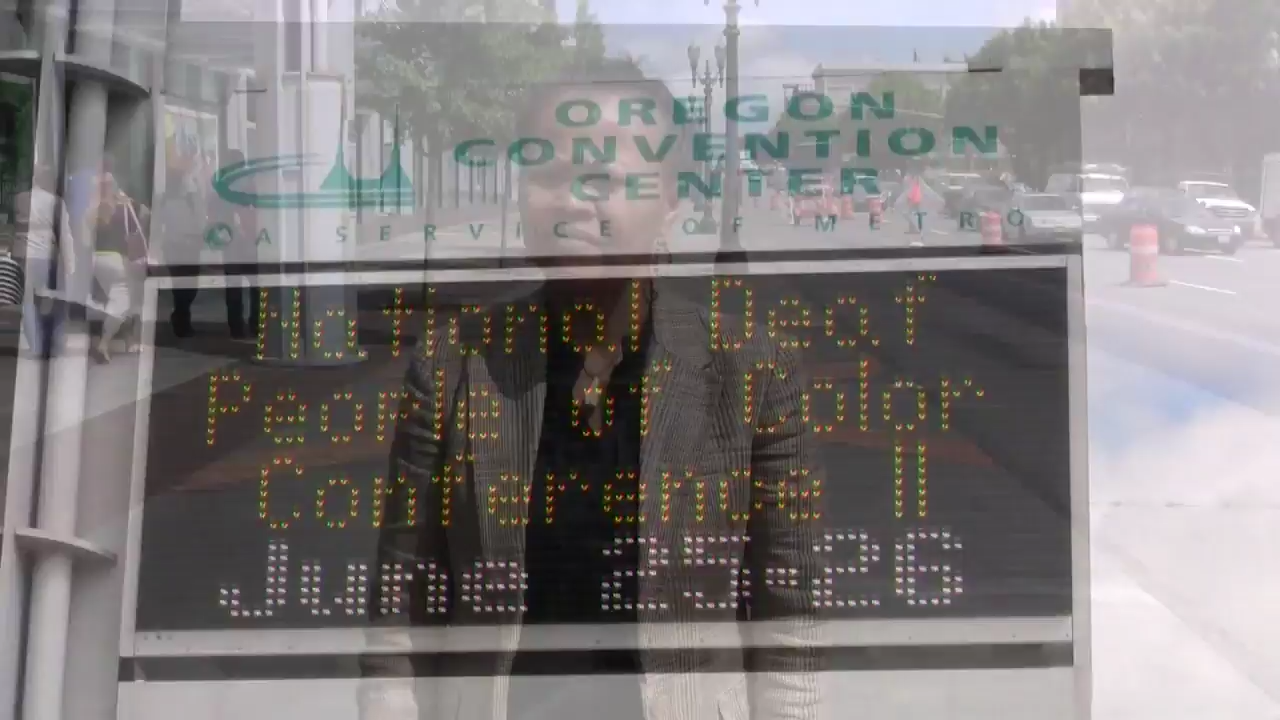 OREGON
CONVENTION
CENTER
A SERVICE OF METRO
National Deaf
People of Color
Conference II
June 25-26